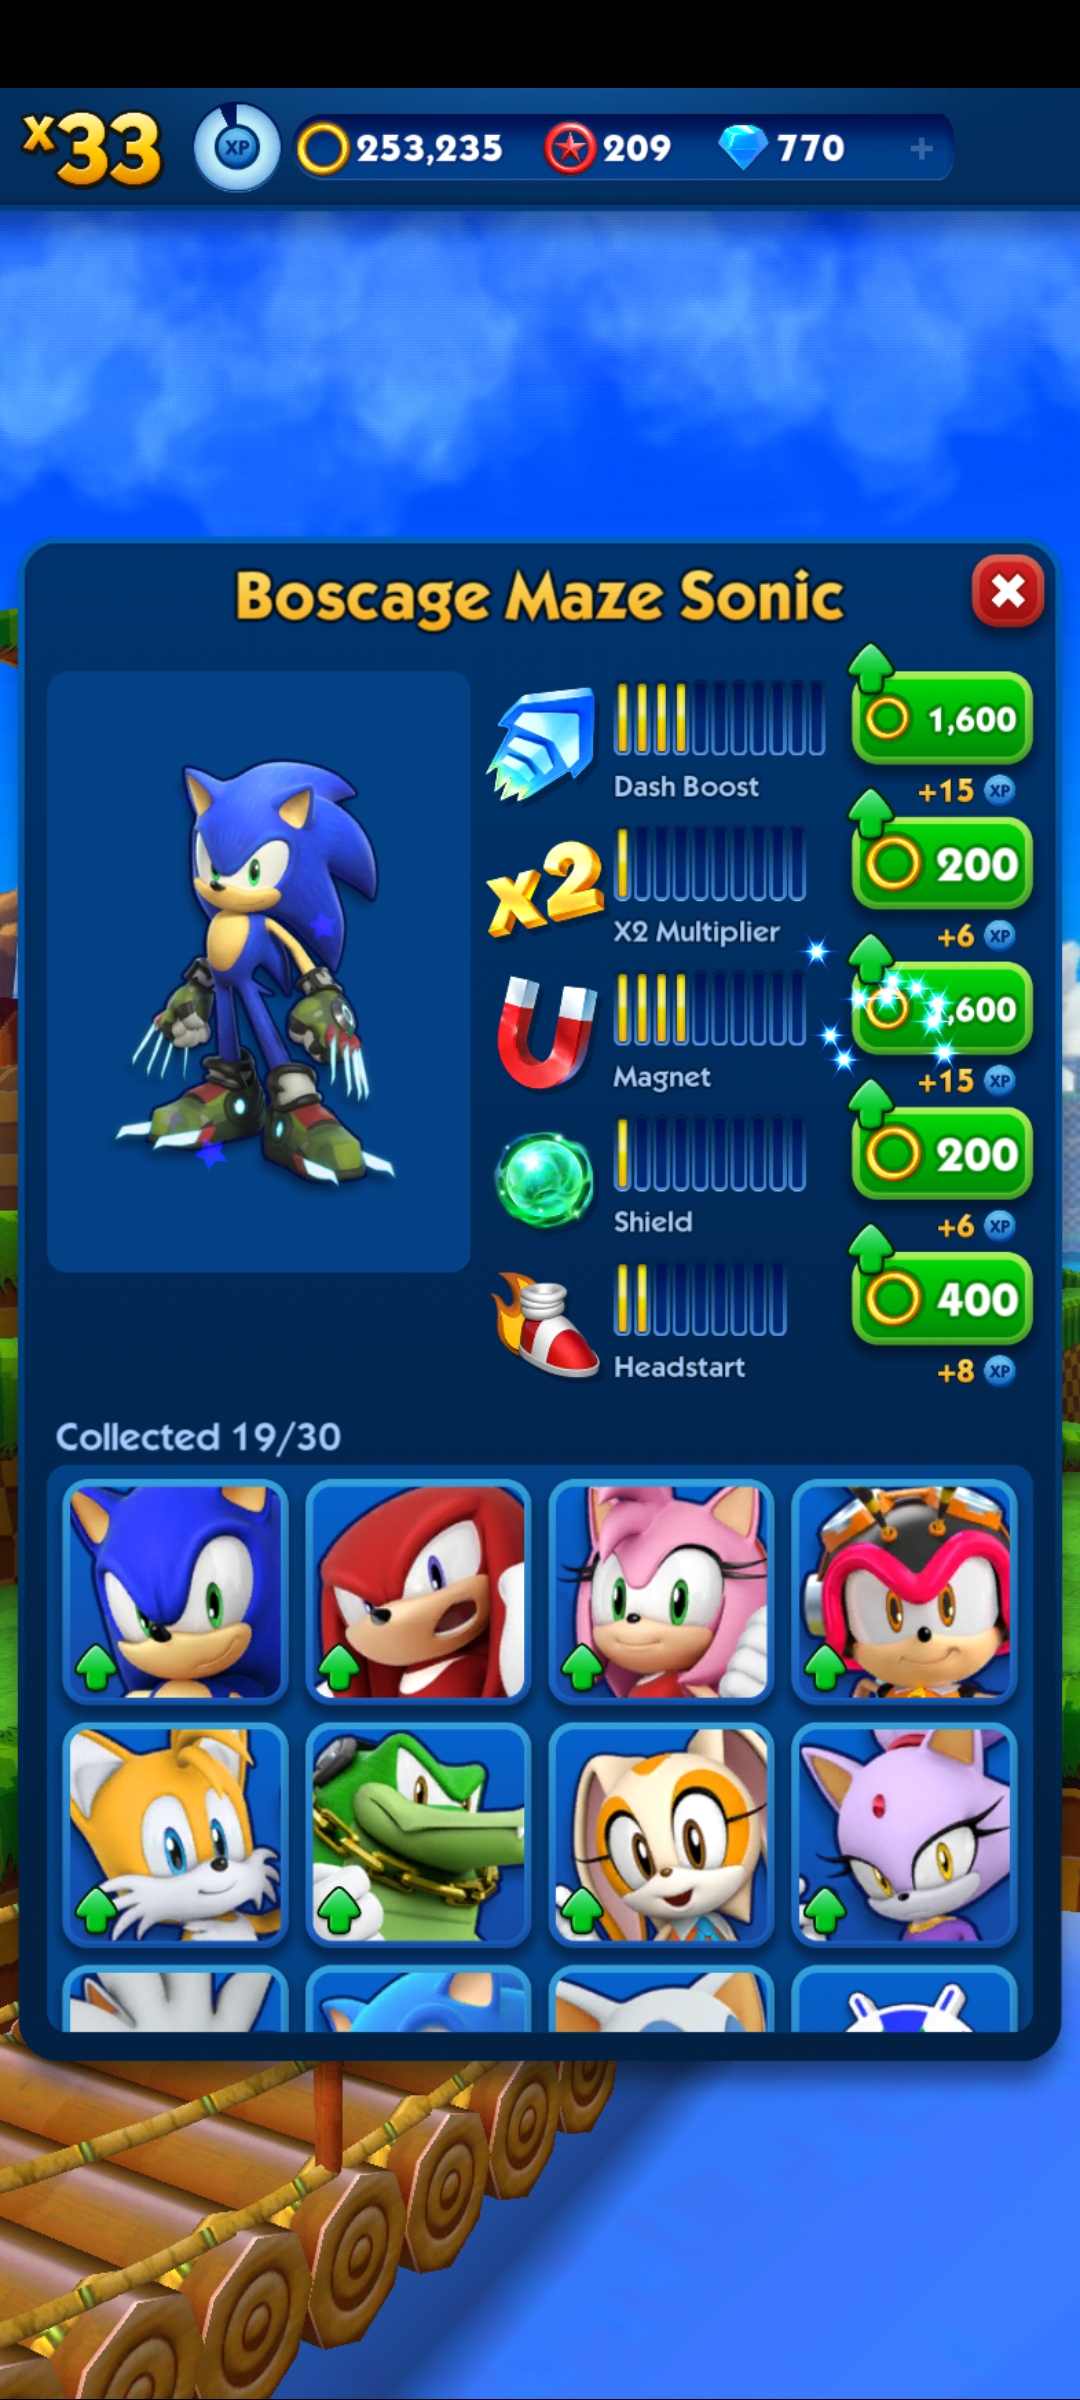 x33 XP 253,235 209 770 +
Boscage Maze Sonic
1,600
Dash Boost
+15 XP
x2
200
X2 Multiplier
+6 XP
,600
Magnet
+15 XP
200
Shield
+6 XP
400
Headstart
+8 XP
Collected 19/30